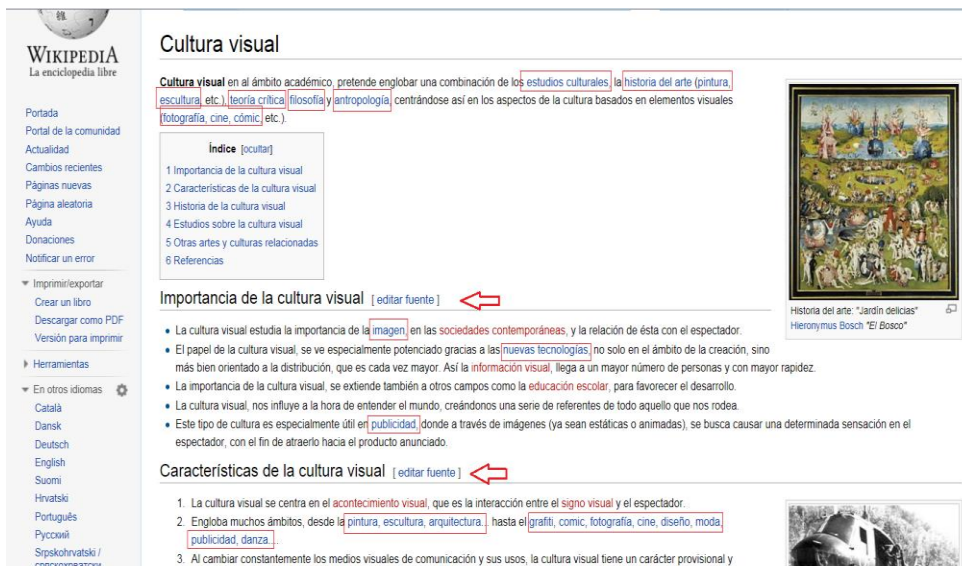 WIKIPEDIA
La enciclopedia libre
Portada
Portal de la comunidad
Actualidad
Cambios recientes
Páginas nuevas
Página aleatoria
Ayuda
Donaciones
Notificar un error
Imprimir/exportar
Crear un libro
Descargar como PDF
Versión para imprimir
Herramientas
En otros idiomas
Català
Dansk
Deutsch
English
Suomi
Hrvatski
Português
Русский
Srpskohrvatski /
српскохрватски
Cultura visual
Cultura visual en el ámbito académico, pretende englobar una combinación de los estudios culturales, la historia del arte (pintura,
escultura, etc.), teoría crítica, filosofía y antropología, centrándose así en los aspectos de la cultura basados en elementos visuales
(fotografía, cine, cómic, etc.).
Índice [ocultar]
1 Importancia de la cultura visual
2 Características de la cultura visual
3 Historia de la cultura visual
4 Estudios sobre la cultura visual
5 Otras artes y culturas relacionadas
6 Referencias
Historia del arte: "Jardín delicias"
Hieronymus Bosch "El Bosco"
Importancia de la cultura visual [ editar fuente ]
La cultura visual estudia la importancia de la imagen, en las sociedades contemporáneas, y la relación de ésta con el espectador.
El papel de la cultura visual, se ve especialmente potenciado gracias a las nuevas tecnologías, no solo en el ámbito de la creación, sino
más bien orientado a la distribución, que es cada vez mayor. Así la información visual, llega a un mayor número de personas y con mayor rapidez.
La importancia de la cultura visual, se extiende también a otros campos como la educación escolar, para favorecer el desarrollo.
La cultura visual, nos influye a la hora de entender el mundo, creándonos una serie de referentes de todo aquello que nos rodea.
Este tipo de cultura es especialmente útil en publicidad, donde a través de imágenes (ya sean estáticas o animadas), se busca causar una determinada sensación en el
espectador, con el fin de atraerlo hacia el producto anunciado.
Características de la cultura visual [ editar fuente ]
1. La cultura visual se centra en el acontecimiento visual, que es la interacción entre el signo visual y el espectador.
2. Engloba muchos ámbitos, desde la pintura, escultura, arquitectura... hasta el grafiti, comic, fotografía, cine, diseño, moda,
publicidad, danza...
3. Al cambiar constantemente los medios visuales de comunicación y sus usos, la cultura visual tiene un carácter provisional y